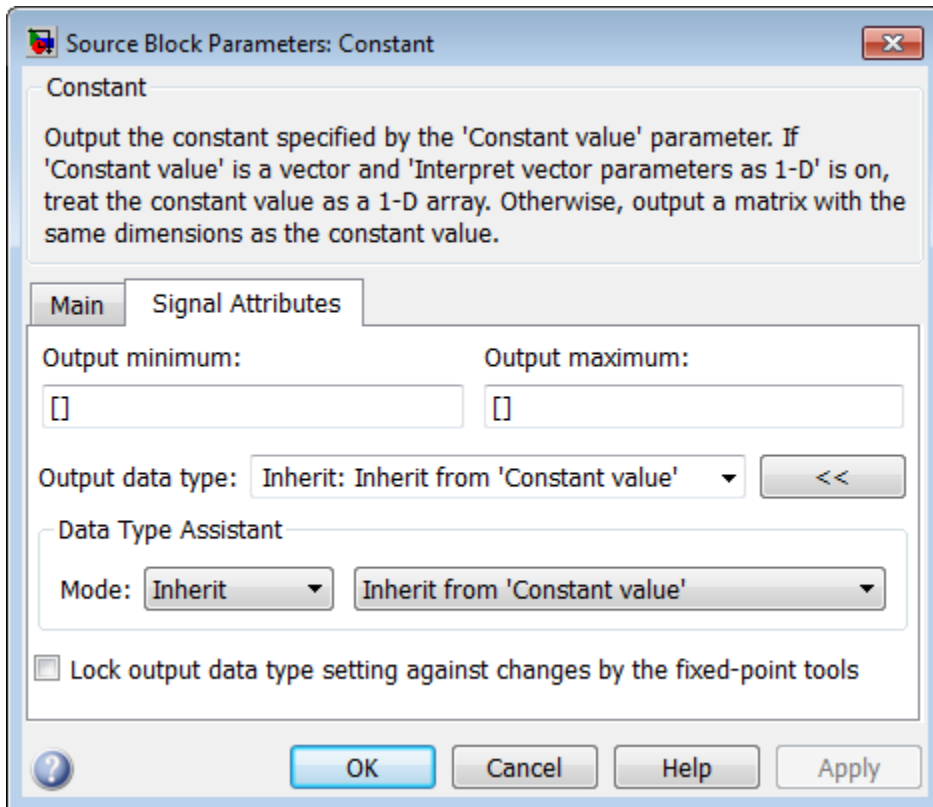 Source Block Parameters: Constant
Constant
Output the constant specified by the 'Constant value' parameter. If
'Constant value' is a vector and 'Interpret vector parameters as 1-D' is on,
treat the constant value as a 1-D array. Otherwise, output a matrix with the
same dimensions as the constant value.
Main Signal Attributes
Output minimum: Output maximum:
[] []
Output data type: Inherit: Inherit from 'Constant value' <<
Data Type Assistant
Mode: Inherit Inherit from 'Constant value'
Lock output data type setting against changes by the fixed-point tools
? OK Cancel Help Apply